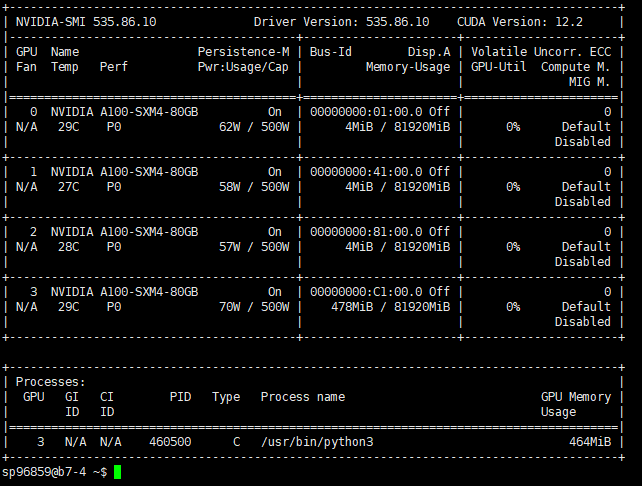 NVIDIA-SMI 535.86.10 Driver Version: 535.86.10 CUDA Version: 12.2
GPU Name Persistence-M | Bus-Id Disp.A | Volatile Uncorr. ECC
Fan Temp Perf Pwr:Usage/Cap | Memory-Usage | GPU-Util Compute M.
MIG M.
0 NVIDIA A100-SXM4-80GB On | 00000000:01:00.0 Off | 0
N/A 29C P0 62W / 500W | 4MiB / 81920MiB | 0% Default
Disabled
1 NVIDIA A100-SXM4-80GB On | 00000000:41:00.0 Off | 0
N/A 27C P0 58W / 500W | 4MiB / 81920MiB | 0% Default
Disabled
2 NVIDIA A100-SXM4-80GB On | 00000000:81:00.0 Off | 0
N/A 28C P0 57W / 500W | 4MiB / 81920MiB | 0% Default
Disabled
3 NVIDIA A100-SXM4-80GB On | 00000000:C1:00.0 Off | 0
N/A 29C P0 70W / 500W | 478MiB / 81920MiB | 0% Default
Disabled
Processes:
GPU GI CI PID Type Process name GPU Memory
ID ID Usage
3 N/A N/A 460500 C /usr/bin/python3 464MiB
sp96859@b7-4 ~$